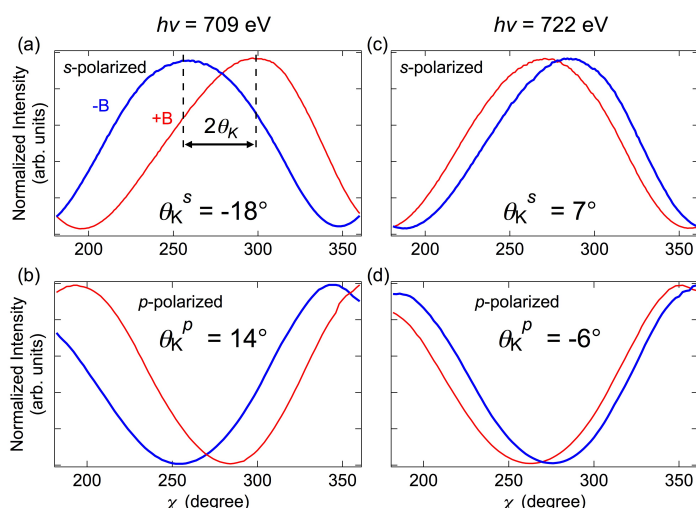 hν = 709 eV
hν = 722 eV
(a)
s-polarized
-B
+B
2θK
θKˢ = -18°
Normalized Intensity
(arb. units)
200 250 300 350
(c)
s-polarized
θKˢ = 7°
200 250 300 350
(b)
p-polarized
θKᵖ = 14°
Normalized Intensity
(arb. units)
200 250 300 350
χ (degree)
(d)
p-polarized
θKᵖ = -6°
200 250 300 350
χ (degree)